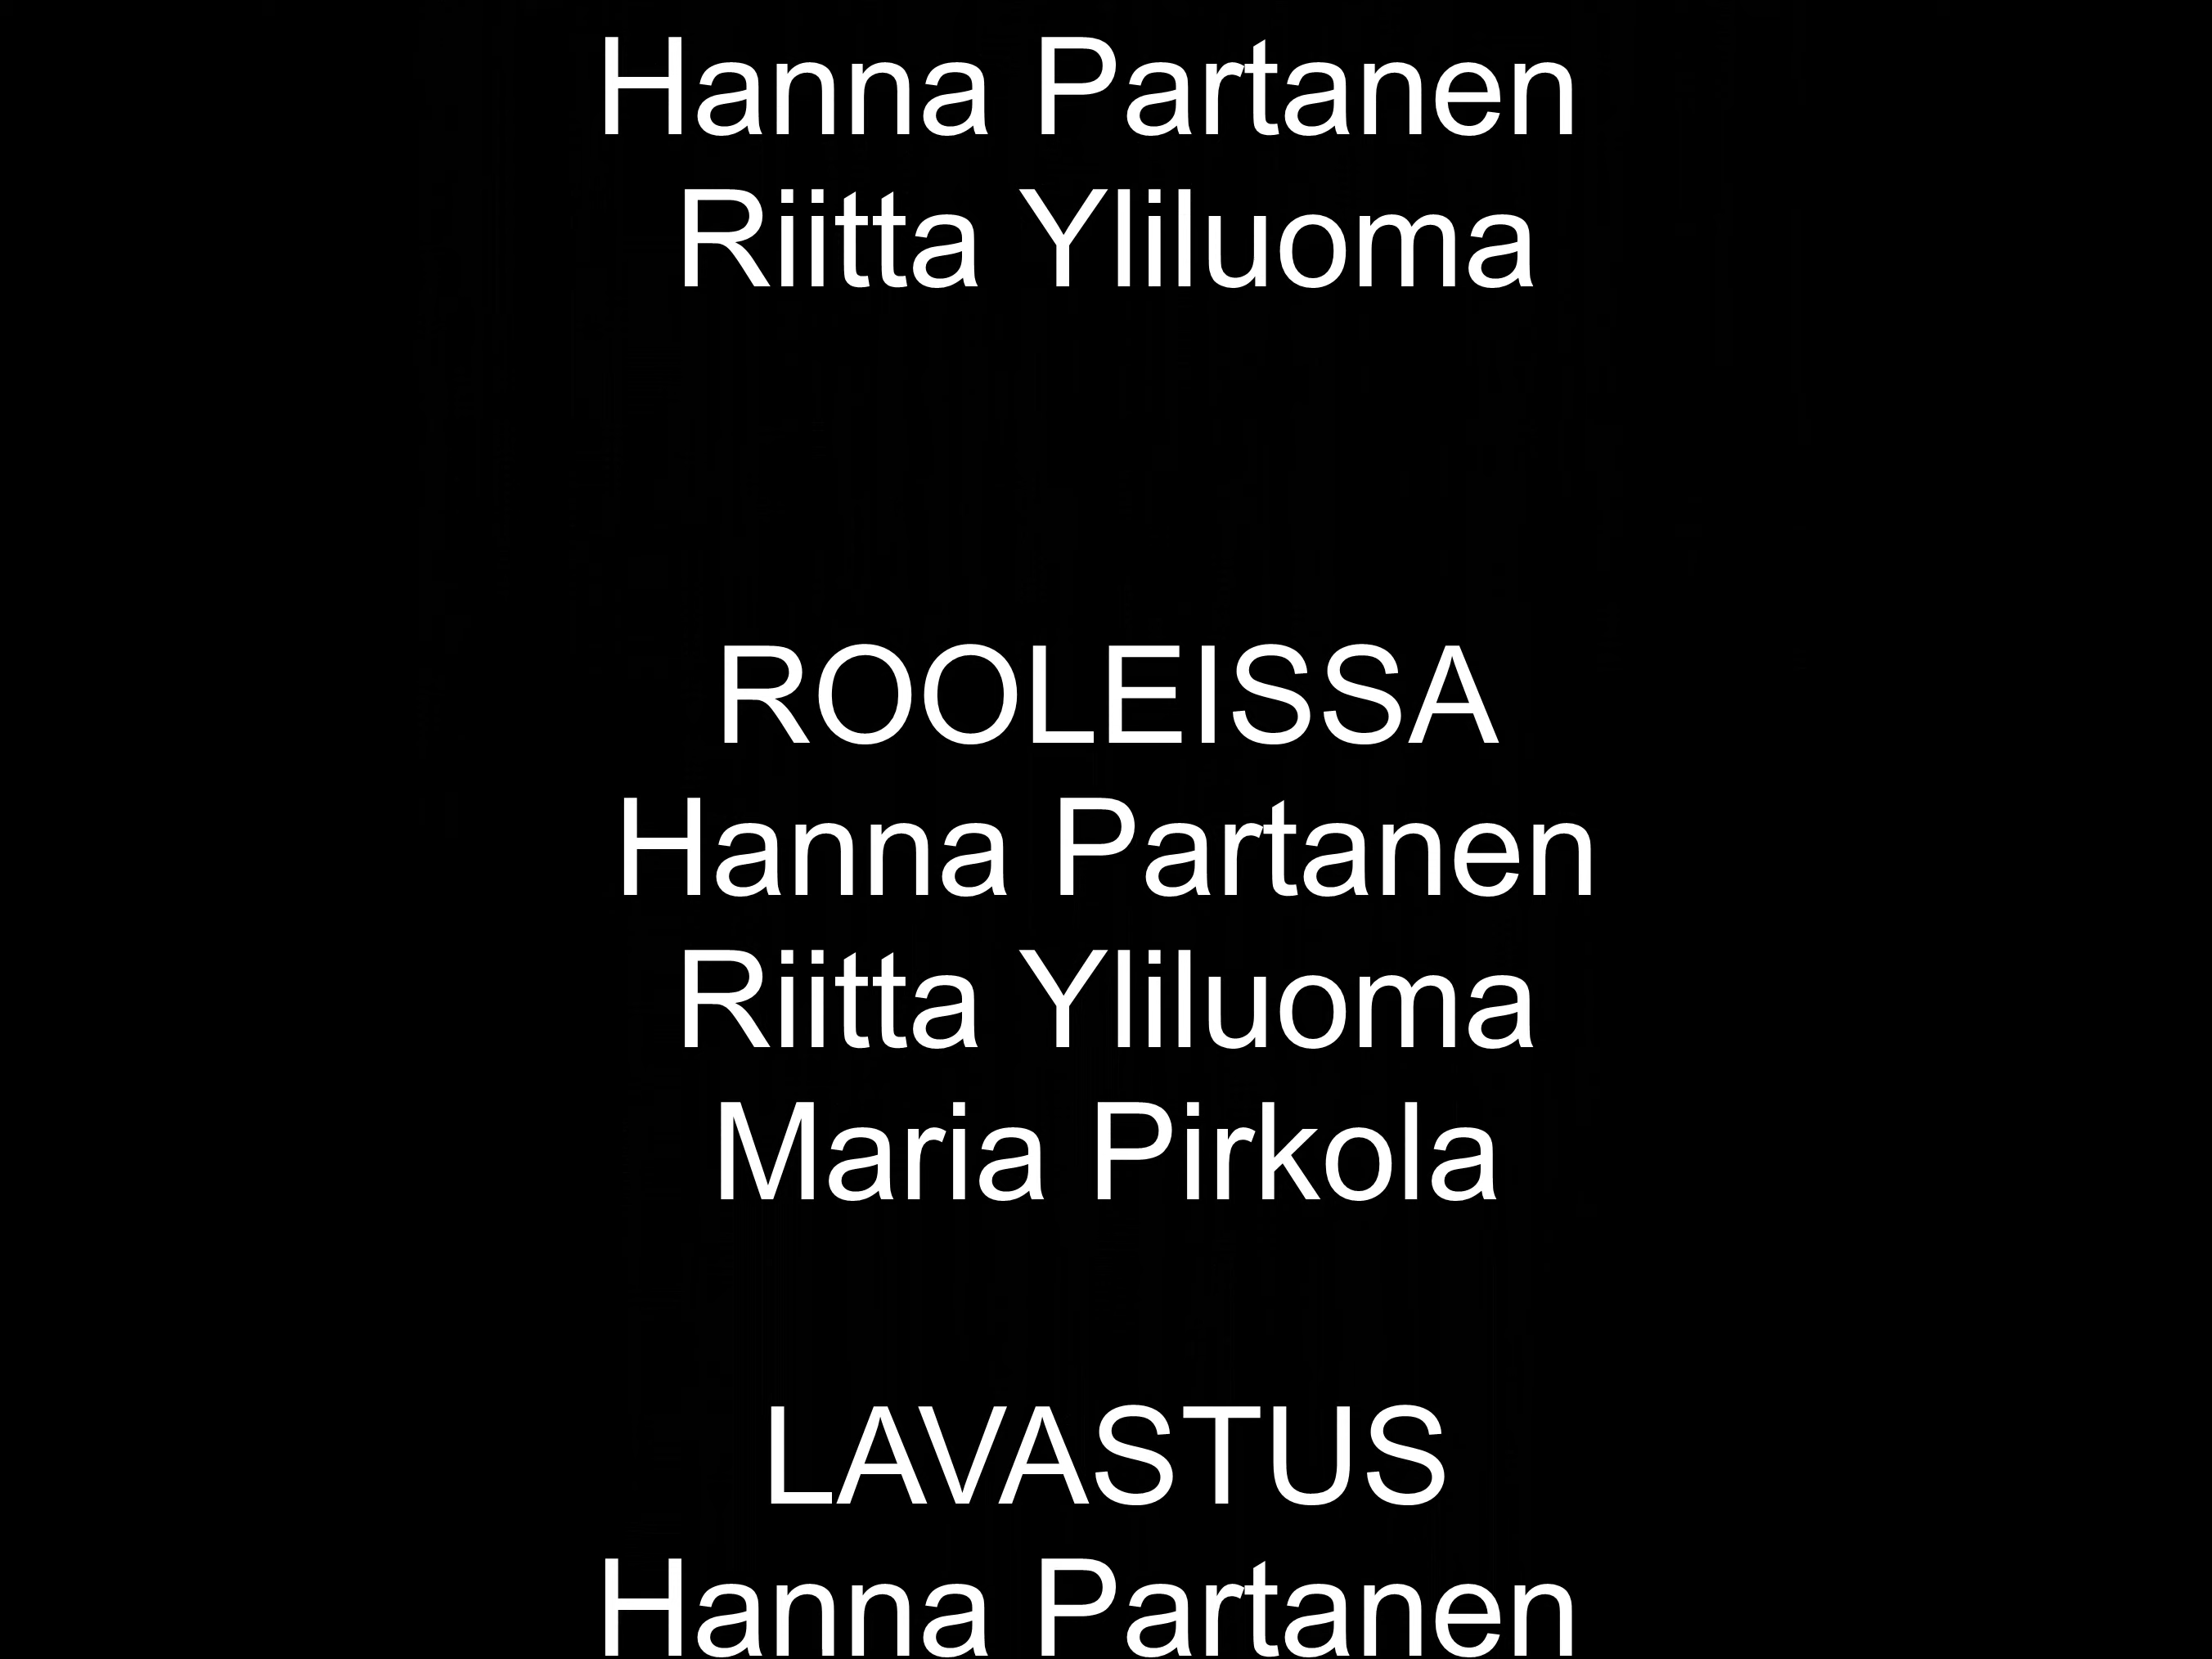 Hanna Partanen
Riitta Yliluoma
ROOLEISSA
Hanna Partanen
Riitta Yliluoma
Maria Pirkola
LAVASTUS
Hanna Partanen